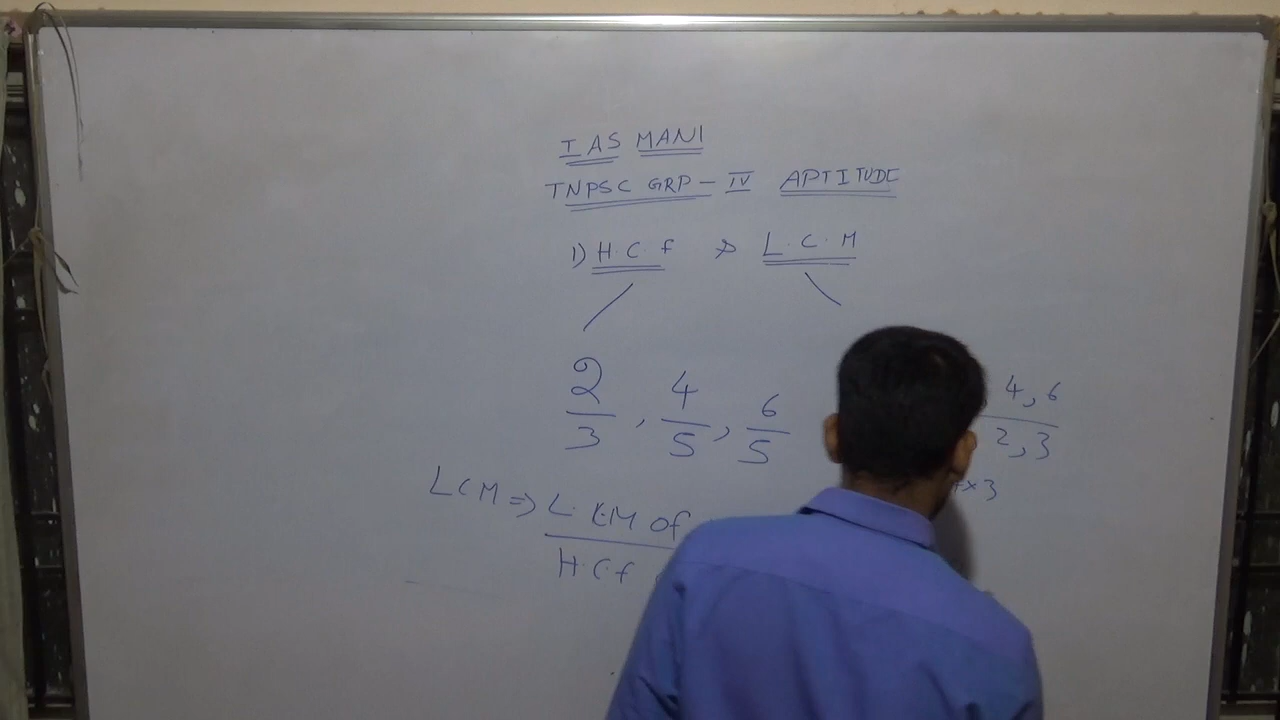 IAS MANI
TNPSC GRP - IV APTITUDE
1) H.C.f & L.C.M
2/3 , 4/5 , 6/5
4, 6
2, 3
LCM => L.C.M of
H.C.f
×3